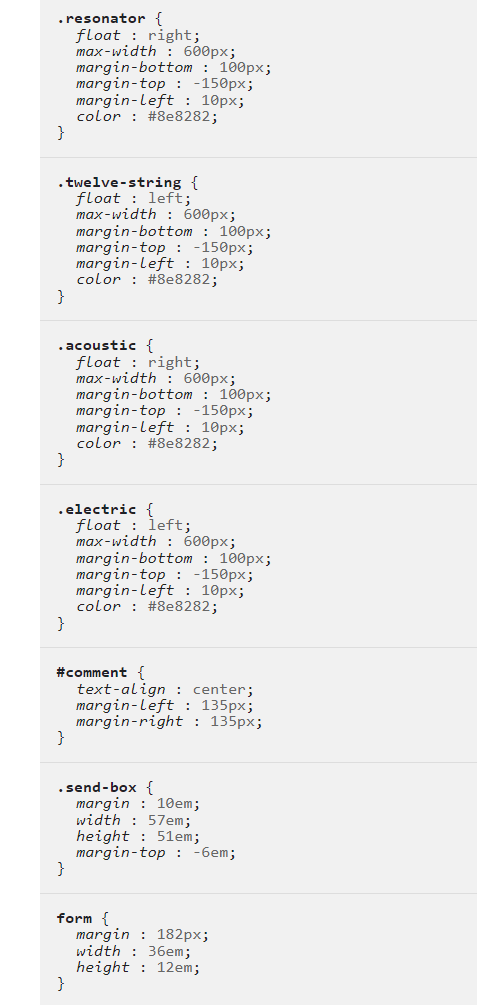 .resonator {
float : right;
max-width : 600px;
margin-bottom : 100px;
margin-top : -150px;
margin-left : 10px;
color : #8e8282;
}
.twelve-string {
float : left;
max-width : 600px;
margin-bottom : 100px;
margin-top : -150px;
margin-left : 10px;
color : #8e8282;
}
.acoustic {
float : right;
max-width : 600px;
margin-bottom : 100px;
margin-top : -150px;
margin-left : 10px;
color : #8e8282;
}
.electric {
float : left;
max-width : 600px;
margin-bottom : 100px;
margin-top : -150px;
margin-left : 10px;
color : #8e8282;
}
#comment {
text-align : center;
margin-left : 135px;
margin-right : 135px;
}
.send-box {
margin : 10em;
width : 57em;
height : 51em;
margin-top : -6em;
}
form {
margin : 182px;
width : 36em;
height : 12em;
}